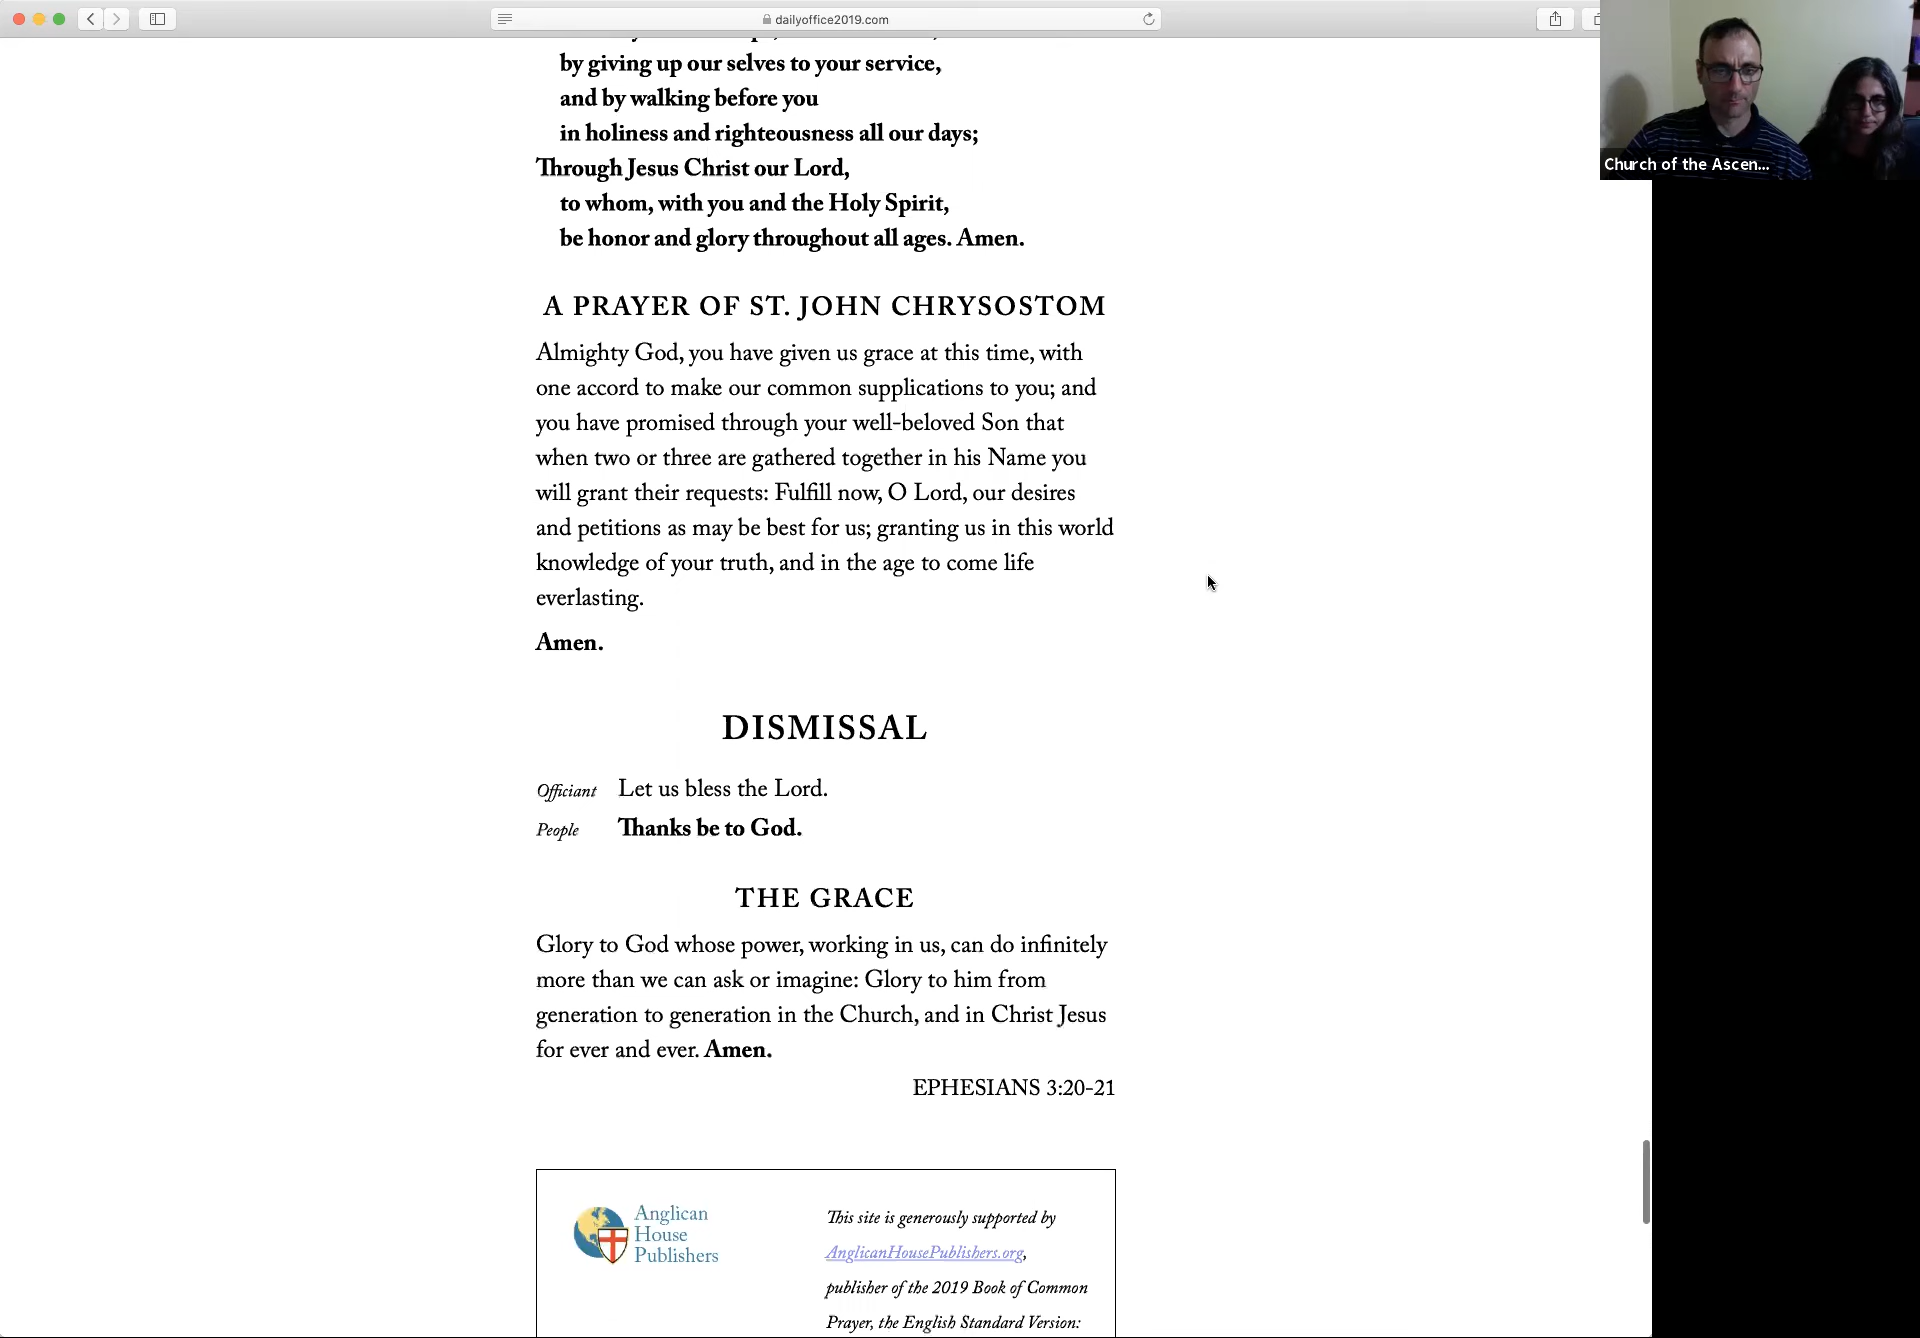 dailyoffice2019.com
by giving up our selves to your service,
and by walking before you
in holiness and righteousness all our days;
Through Jesus Christ our Lord,
to whom, with you and the Holy Spirit,
be honor and glory throughout all ages. Amen.
A PRAYER OF ST. JOHN CHRYSOSTOM
Almighty God, you have given us grace at this time, with
one accord to make our common supplications to you; and
you have promised through your well-beloved Son that
when two or three are gathered together in his Name you
will grant their requests: Fulfill now, O Lord, our desires
and petitions as may be best for us; granting us in this world
knowledge of your truth, and in the age to come life
everlasting.
Amen.
DISMISSAL
Officiant Let us bless the Lord.
People Thanks be to God.
THE GRACE
Glory to God whose power, working in us, can do infinitely
more than we can ask or imagine: Glory to him from
generation to generation in the Church, and in Christ Jesus
for ever and ever. Amen.
EPHESIANS 3:20-21
Anglican
House
Publishers
This site is generously supported by
AnglicanHousePublishers.org,
publisher of the 2019 Book of Common
Prayer, the English Standard Version:
Church of the Ascen...